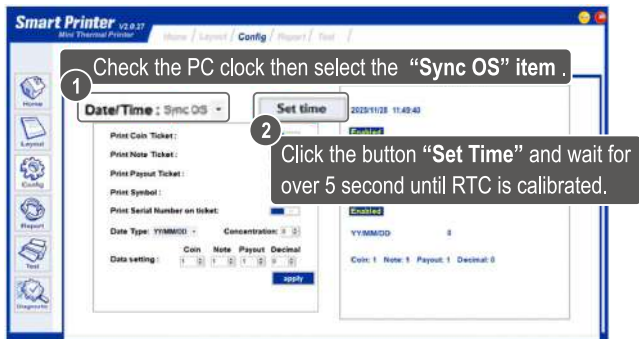 Smart Printer V2.0.27
Mini Thermal Printer
Home / Layout / Config / Report / Test /
Check the PC clock then select the “Sync OS” item .
1
Date/Time : Sync OS
Set time
2023/11/28 11:49:40
Home
Print Coin Ticket :
Enabled
2
Click the button “Set Time” and wait for
over 5 second until RTC is calibrated.
Layout
Print Note Ticket :
Print Payout Ticket :
Config
Print Symbol :
Print Serial Number on ticket:
Enabled
Report
Date Type: YY/MM/DD
Concentration: 8
YY/MM/DD 8
Coin Note Payout Decimal
Data setting : 1 1 1 0
Coin: 1 Note: 1 Payout: 1 Decimal: 0
Test
apply
Diagnostic